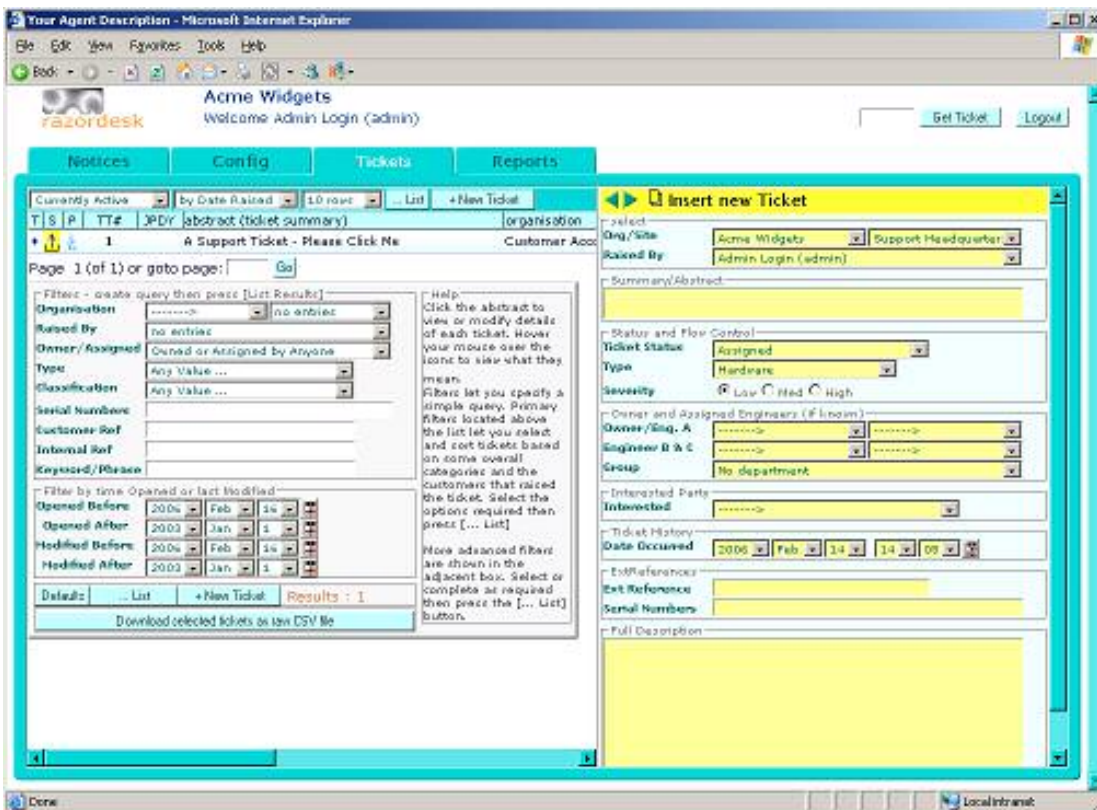 Your Agent Description - Microsoft Internet Explorer
File Edit View Favorites Tools Help
Back
razordesk
Acme Widgets
Welcome Admin Login (admin)
Get Ticket Logout
Notices Config Tickets Reports
Currently Active by Date Raised 10 rows ... List +New Ticket
T S P TT# JPDY abstract (ticket summary) organisation
1 A Support Ticket - Please Click Me Customer Acco
Page 1 (of 1) or goto page: Go
Filters - create query then press [List Results]
Organisation -------> no entries
Raised By no entries
Owner/Assigned Owned or Assigned by Anyone
Type Any Value ...
Classification Any Value ...
Serial Numbers
Customer Ref
Internal Ref
Keyword/Phrase
Filter by time Opened or last Modified
Opened Before 2006 Feb 16
Opened After 2003 Jan 1
Modified Before 2006 Feb 16
Modified After 2003 Jan 1
Defaults ... List +New Ticket Results : 1
Download selected tickets as raw CSV file
Help
Click the abstract to
view or modify details
of each ticket. Hover
your mouse over the
icons to view what they
mean.
Filters let you specify a
simple query. Primary
filters located above
the list let you select
and sort tickets based
on some overall
categories and the
customers that raised
the ticket. Select the
options required then
press [... List]
More advanced filters
are shown in the
adjacent box. Select or
complete as required
then press the [... List]
button.
Insert new Ticket
Select
Org/Site Acme Widgets Support Headquarter
Raised By Admin Login (admin)
Summary/Abstract
Status and Flow Control
Ticket Status Assigned
Type Hardware
Severity Low Med High
Owner and Assigned Engineers (if known)
Owner/Eng. A -------> ------->
Engineer B & C -------> ------->
Group No department
Interested Party
Interested ------->
Ticket History
Date Occurred 2006 Feb 14 14 09
ExtReferences
Ext Reference
Serial Numbers
Full Description
Done Local intranet